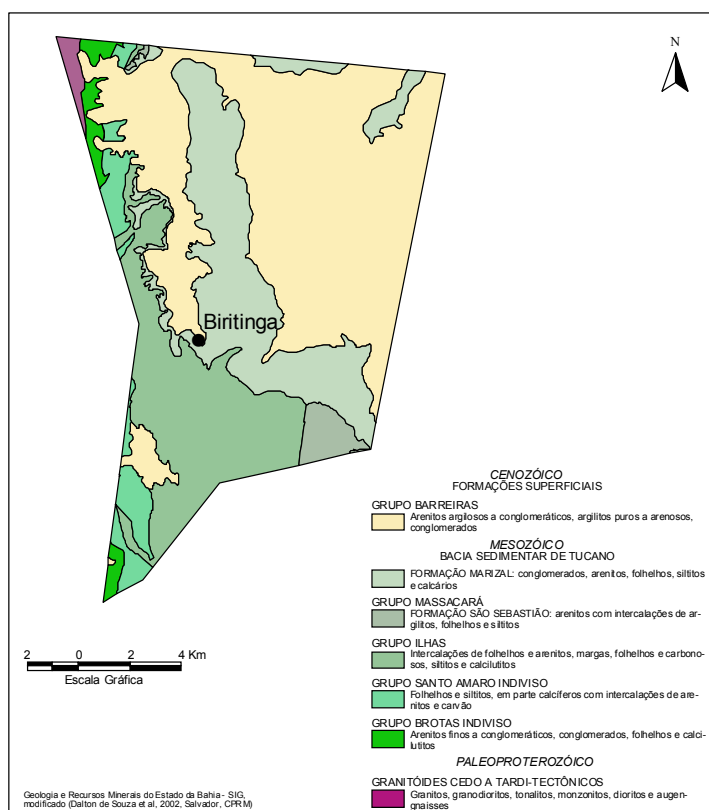 N
Biritinga
CENOZÓICO
FORMAÇÕES SUPERFICIAIS
GRUPO BARREIRAS
Arenitos argilosos a conglomeráticos, argilitos puros a arenosos,
conglomerados
MESOZÓICO
BACIA SEDIMENTAR DE TUCANO
FORMAÇÃO MARIZAL: conglomerados, arenitos, folhelhos, siltitos
e calcários
GRUPO MASSACARÁ
FORMAÇÃO SÃO SEBASTIÃO: arenitos com intercalações de ar-
gilitos, folhelhos e siltitos
GRUPO ILHAS
Intercalações de folhelhos e arenitos, margas, folhelhos e carbono-
sos, siltitos e calcilutitos
GRUPO SANTO AMARO INDIVISO
Folhelhos e siltitos, em parte calcíferos com intercalações de are-
nitos e carvão
GRUPO BROTAS INDIVISO
Arenitos finos a conglomeráticos, conglomerados, folhelhos e calci-
lutitos
PALEOPROTEROZÓICO
GRANITÓIDES CEDO A TARDI-TECTÔNICOS
Granitos, granodioritos, tonalitos, monzonitos, dioritos e augen-
gnaisses
2 0 2 4 Km
Escala Gráfica
Geologia e Recursos Minerais do Estado da Bahia- SIG,
modificado (Dalton de Souza et al, 2002, Salvador, CPRM)